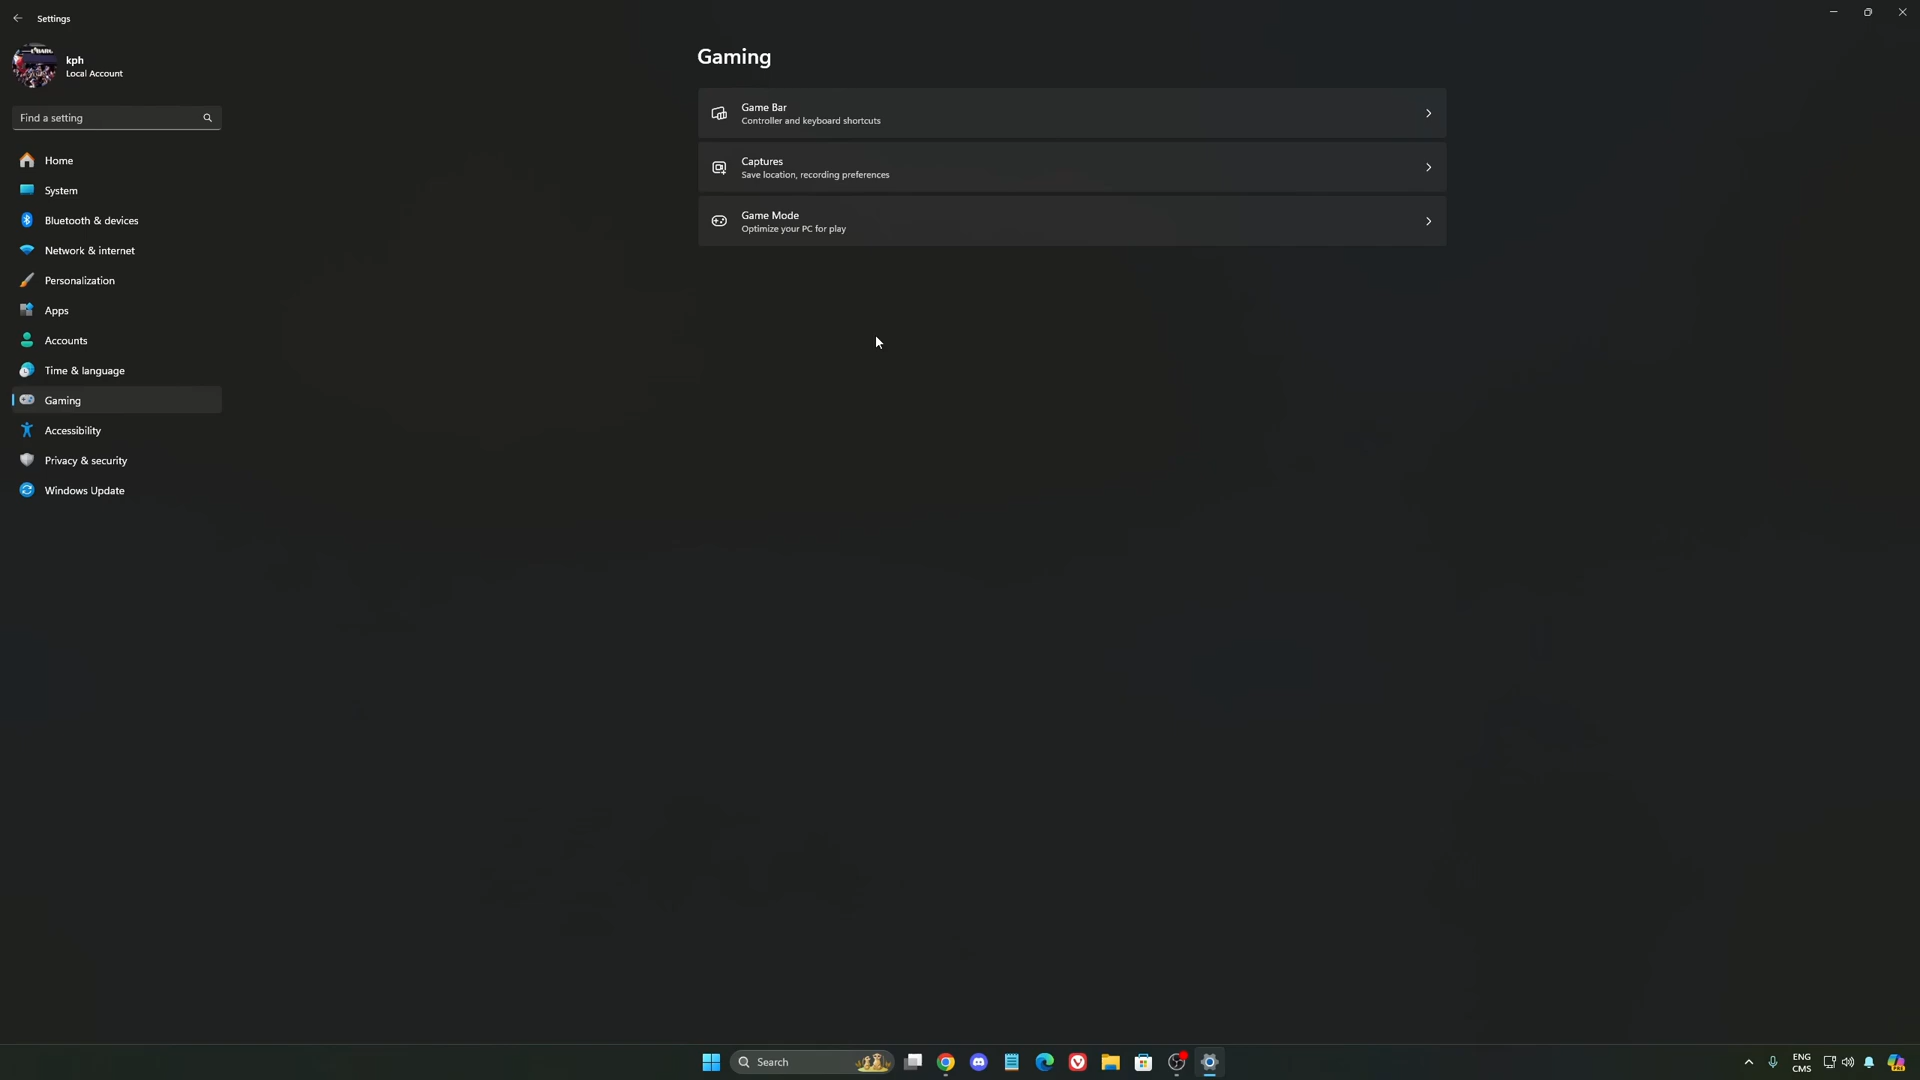 Settings
kph
Local Account
Find a setting
Home
System
Bluetooth & devices
Network & internet
Personalization
Apps
Accounts
Time & language
Gaming
Accessibility
Privacy & security
Windows Update
Gaming
Game Bar
Controller and keyboard shortcuts
Captures
Save location, recording preferences
Game Mode
Optimize your PC for play
Search
ENG
CMS